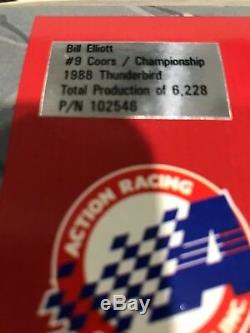 Bill Elliott
#9 Coors / Championship
1988 Thunderbird
Total Production of 6,228
P/N 102546
ACTION RACING